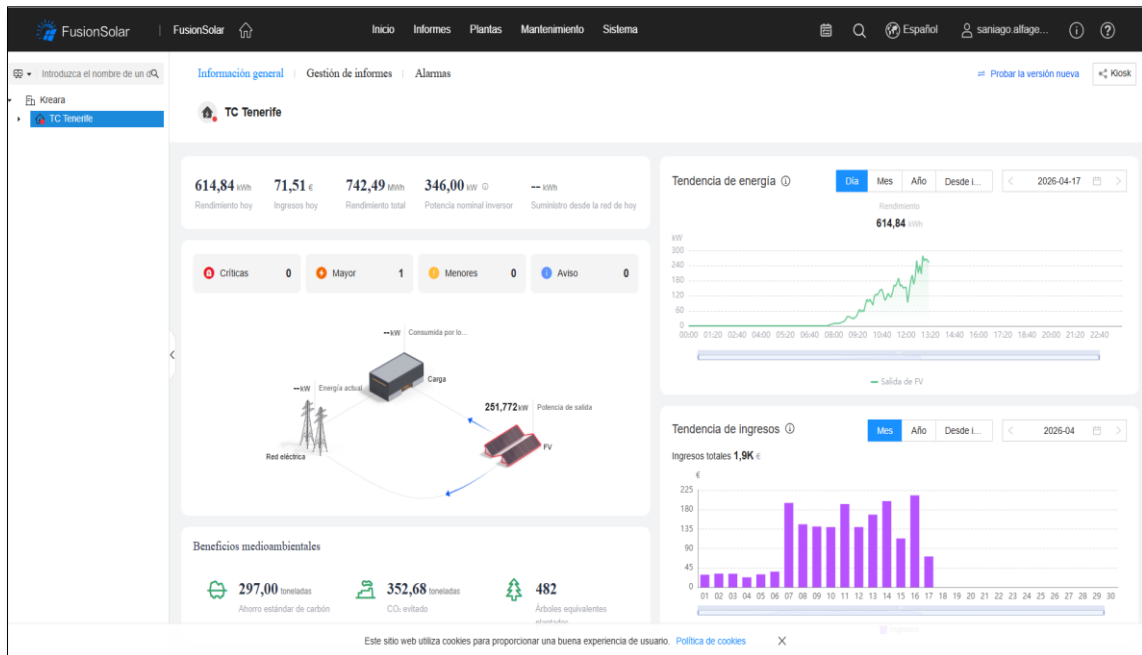 FusionSolar | FusionSolar Inicio Informes Plantas Mantenimiento Sistema Español saniago.alfage...
Introduzca el nombre de un d
Kreara
TC Tenerife
Información general | Gestión de informes | Alarmas
Probar la versión nueva
Kiosk
TC Tenerife
614,84 kWh 71,51 € 742,49 MWh 346,00 kW -- kWh
Rendimiento hoy Ingresos hoy Rendimiento total Potencia nominal inversor Suministro desde la red de hoy
Críticas 0 Mayor 1 Menores 0 Aviso 0
--kW Consumida por lo...
Carga
--kW Energía actual
251,772 kW Potencia de salida
FV
Red eléctrica
Beneficios medioambientales
297,00 toneladas 352,68 toneladas 482
Ahorro estándar de carbón CO₂ evitado Árboles equivalentes
plantados
Tendencia de energía Día Mes Año Desde i... < 2026-04-17 >
Rendimiento
614,84 kWh
kW
300
240
180
120
60
0
00:00 01:20 02:40 04:00 05:20 06:40 08:00 09:20 10:40 12:00 13:20 14:40 16:00 17:20 18:40 20:00 21:20 22:40
Salida de FV
Tendencia de ingresos Mes Año Desde i... < 2026-04 >
Ingresos totales 1,9K €
€
225
180
135
90
45
0
01 02 03 04 05 06 07 08 09 10 11 12 13 14 15 16 17 18 19 20 21 22 23 24 25 26 27 28 29 30
Este sitio web utiliza cookies para proporcionar una buena experiencia de usuario. Política de cookies X